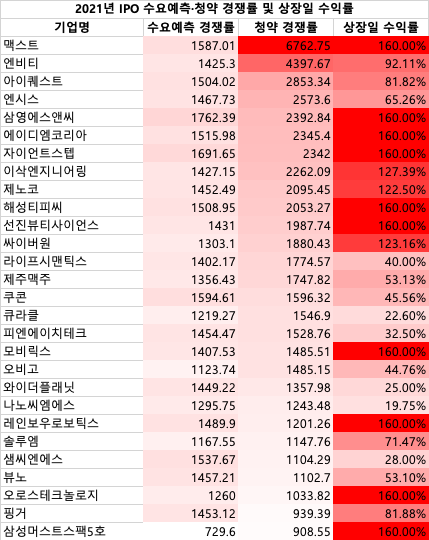 2021년 IPO 수요예측·청약 경쟁률 및 상장일 수익률
기업명 수요예측 경쟁률 청약 경쟁률 상장일 수익률
맥스트 1587.01 6762.75 160.00%
엔비티 1425.3 4397.67 92.11%
아이퀘스트 1504.02 2853.34 81.82%
엔시스 1467.73 2573.6 65.26%
삼영에스앤씨 1762.39 2392.84 160.00%
에이디엠코리아 1515.98 2345.4 160.00%
자이언트스텝 1691.65 2342 160.00%
이삭엔지니어링 1427.15 2262.09 127.39%
제노코 1452.49 2095.45 122.50%
해성티피씨 1508.95 2053.27 160.00%
선진뷰티사이언스 1431 1987.74 160.00%
싸이버원 1303.1 1880.43 123.16%
라이프시맨틱스 1402.17 1774.57 40.00%
제주맥주 1356.43 1747.82 53.13%
쿠콘 1594.61 1596.32 45.56%
큐라클 1219.27 1546.9 22.60%
피엔에이치테크 1454.47 1528.76 32.50%
모비릭스 1407.53 1485.51 160.00%
오비고 1123.74 1485.15 44.76%
와이더플래닛 1449.22 1357.98 25.00%
나노씨엠에스 1295.75 1243.48 19.75%
레인보우로보틱스 1489.9 1201.26 160.00%
솔루엠 1167.55 1147.76 71.47%
샘씨엔에스 1537.67 1104.29 28.00%
뷰노 1457.21 1102.7 53.10%
오로스테크놀로지 1260 1033.82 160.00%
핑거 1453.12 939.39 81.88%
삼성머스트스팩5호 729.6 908.55 160.00%